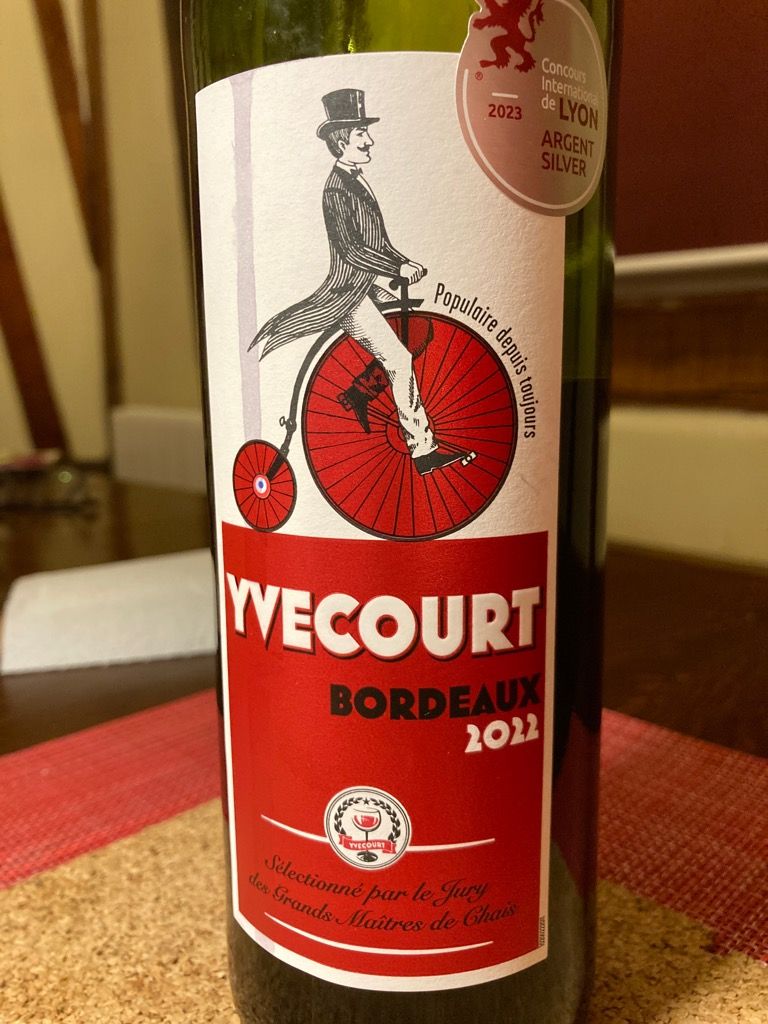 ®
2023
Concours
International
de LYON
ARGENT
SILVER
Populaire depuis toujours
YVECOURT
BORDEAUX
2022
YVECOURT
Sélectionné par le Jury
des Grands Maîtres de Chais